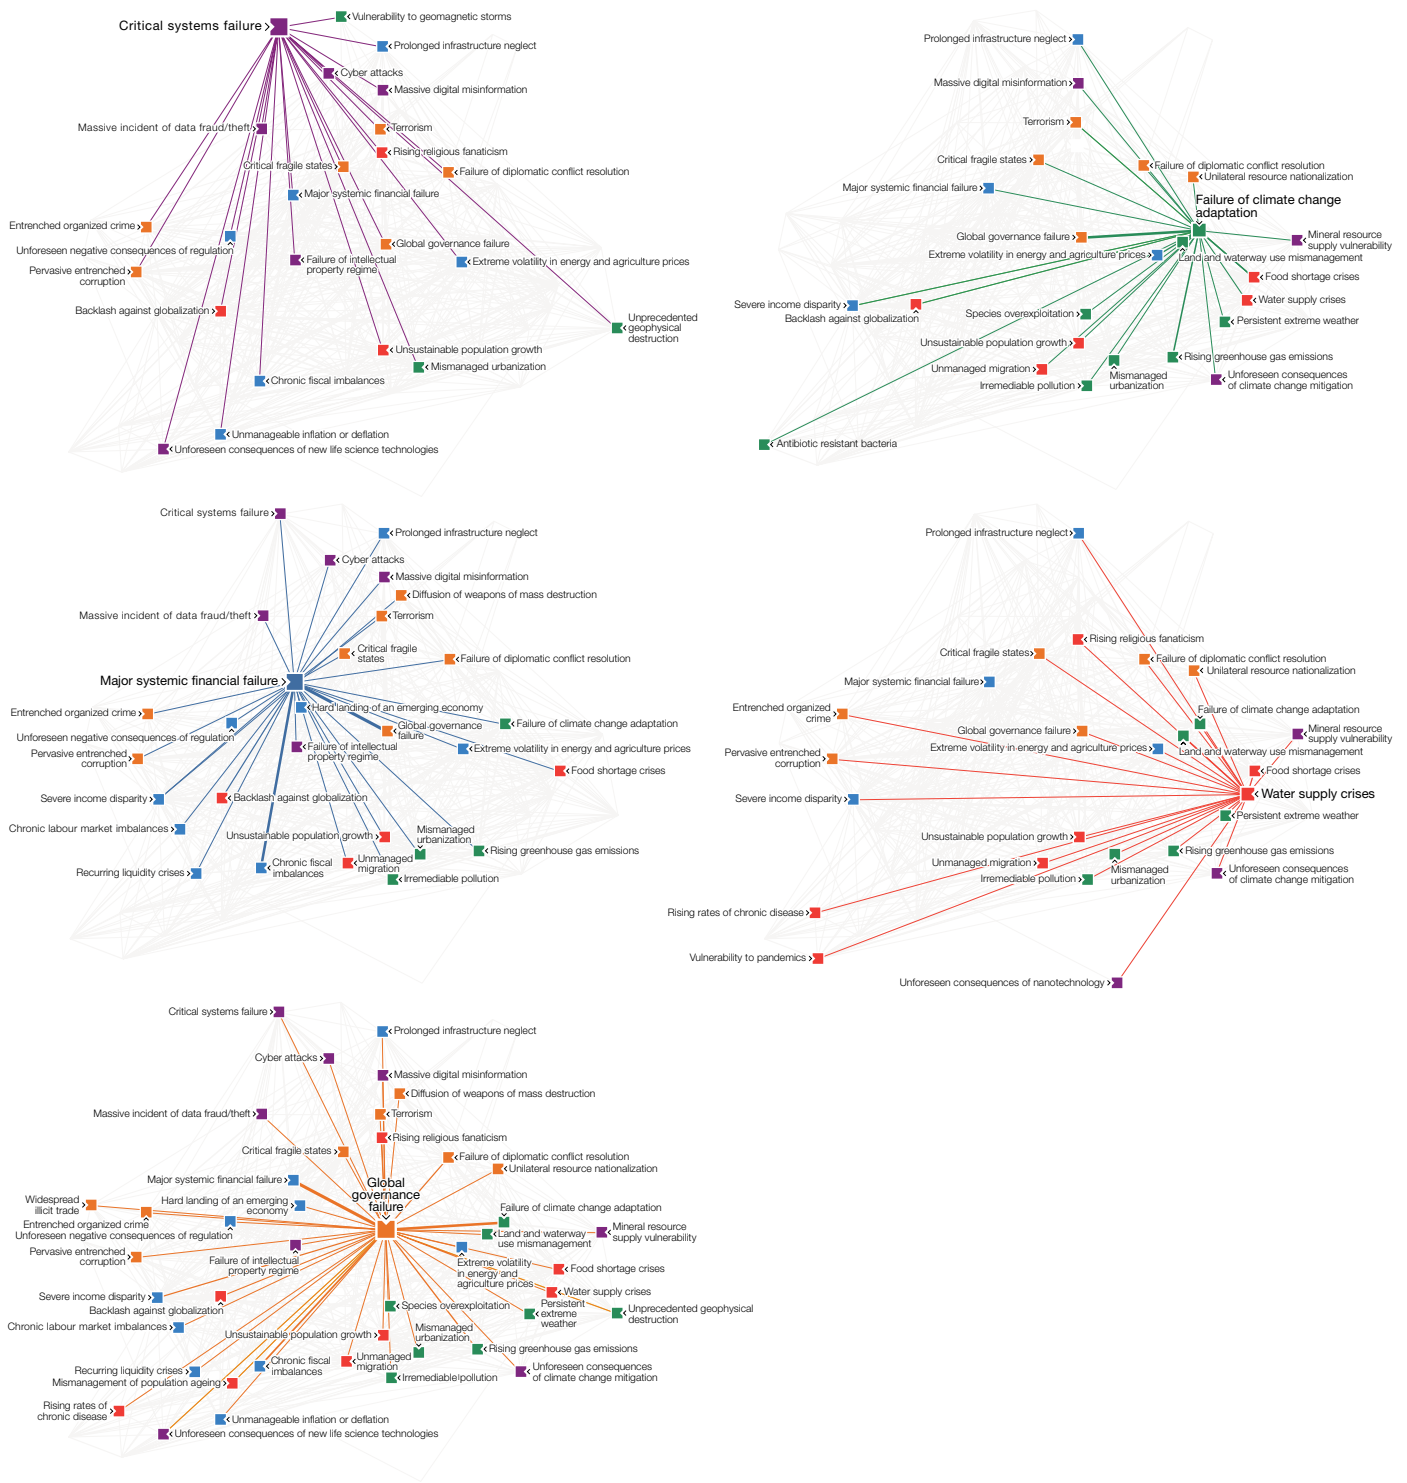 Critical systems failure
Vulnerability to geomagnetic storms
Prolonged infrastructure neglect
Cyber attacks
Massive digital misinformation
Massive incident of data fraud/theft
Terrorism
Rising religious fanaticism
Critical fragile states
Failure of diplomatic conflict resolution
Major systemic financial failure
Entrenched organized crime
Unforeseen negative consequences of regulation
Global governance failure
Failure of intellectual
property regime
Extreme volatility in energy and agriculture prices
Pervasive entrenched
corruption
Backlash against globalization
Unprecedented
geophysical
destruction
Unsustainable population growth
Mismanaged urbanization
Chronic fiscal imbalances
Unmanageable inflation or deflation
Unforeseen consequences of new life science technologies
Prolonged infrastructure neglect
Massive digital misinformation
Terrorism
Critical fragile states
Failure of diplomatic conflict resolution
Unilateral resource nationalization
Major systemic financial failure
Failure of climate change
adaptation
Global governance failure
Mineral resource
supply vulnerability
Extreme volatility in energy and agriculture prices
Land and waterway use mismanagement
Food shortage crises
Severe income disparity
Backlash against globalization
Water supply crises
Species overexploitation
Persistent extreme weather
Unsustainable population growth
Rising greenhouse gas emissions
Unmanaged migration
Mismanaged
urbanization
Irremediable pollution
Unforeseen consequences
of climate change mitigation
Antibiotic resistant bacteria
Critical systems failure
Prolonged infrastructure neglect
Cyber attacks
Massive digital misinformation
Diffusion of weapons of mass destruction
Massive incident of data fraud/theft
Terrorism
Critical fragile
states
Failure of diplomatic conflict resolution
Major systemic financial failure
Hard landing of an emerging economy
Entrenched organized crime
Unforeseen negative consequences of regulation
Global governance
failure
Failure of climate change adaptation
Failure of intellectual
property regime
Extreme volatility in energy and agriculture prices
Pervasive entrenched
corruption
Food shortage crises
Severe income disparity
Backlash against globalization
Chronic labour market imbalances
Unsustainable population growth
Mismanaged
urbanization
Rising greenhouse gas emissions
Recurring liquidity crises
Chronic fiscal
imbalances
Unmanaged
migration
Irremediable pollution
Prolonged infrastructure neglect
Rising religious fanaticism
Critical fragile states
Failure of diplomatic conflict resolution
Unilateral resource nationalization
Major systemic financial failure
Entrenched organized
crime
Failure of climate change adaptation
Global governance failure
Mineral resource
supply vulnerability
Extreme volatility in energy and agriculture prices
Land and waterway use mismanagement
Pervasive entrenched
corruption
Food shortage crises
Severe income disparity
Water supply crises
Persistent extreme weather
Unsustainable population growth
Rising greenhouse gas emissions
Unmanaged migration
Mismanaged
urbanization
Irremediable pollution
Unforeseen consequences
of climate change mitigation
Rising rates of chronic disease
Vulnerability to pandemics
Unforeseen consequences of nanotechnology
Critical systems failure
Prolonged infrastructure neglect
Cyber attacks
Massive digital misinformation
Diffusion of weapons of mass destruction
Massive incident of data fraud/theft
Terrorism
Rising religious fanaticism
Critical fragile states
Failure of diplomatic conflict resolution
Unilateral resource nationalization
Major systemic financial failure
Global
governance
failure
Widespread
illicit trade
Hard landing of an emerging
economy
Entrenched organized crime
Unforeseen negative consequences of regulation
Failure of climate change adaptation
Land and waterway
use mismanagement
Mineral resource
supply vulnerability
Pervasive entrenched
corruption
Failure of intellectual
property regime
Extreme volatility
in energy and
agriculture prices
Food shortage crises
Severe income disparity
Backlash against globalization
Water supply crises
Species overexploitation
Persistent
extreme
weather
Unprecedented geophysical
destruction
Chronic labour market imbalances
Unsustainable population growth
Mismanaged
urbanization
Rising greenhouse gas emissions
Recurring liquidity crises
Chronic fiscal
imbalances
Unmanaged
migration
Mismanagement of population ageing
Irremediable pollution
Unforeseen consequences
of climate change mitigation
Rising rates of
chronic disease
Unmanageable inflation or deflation
Unforeseen consequences of new life science technologies